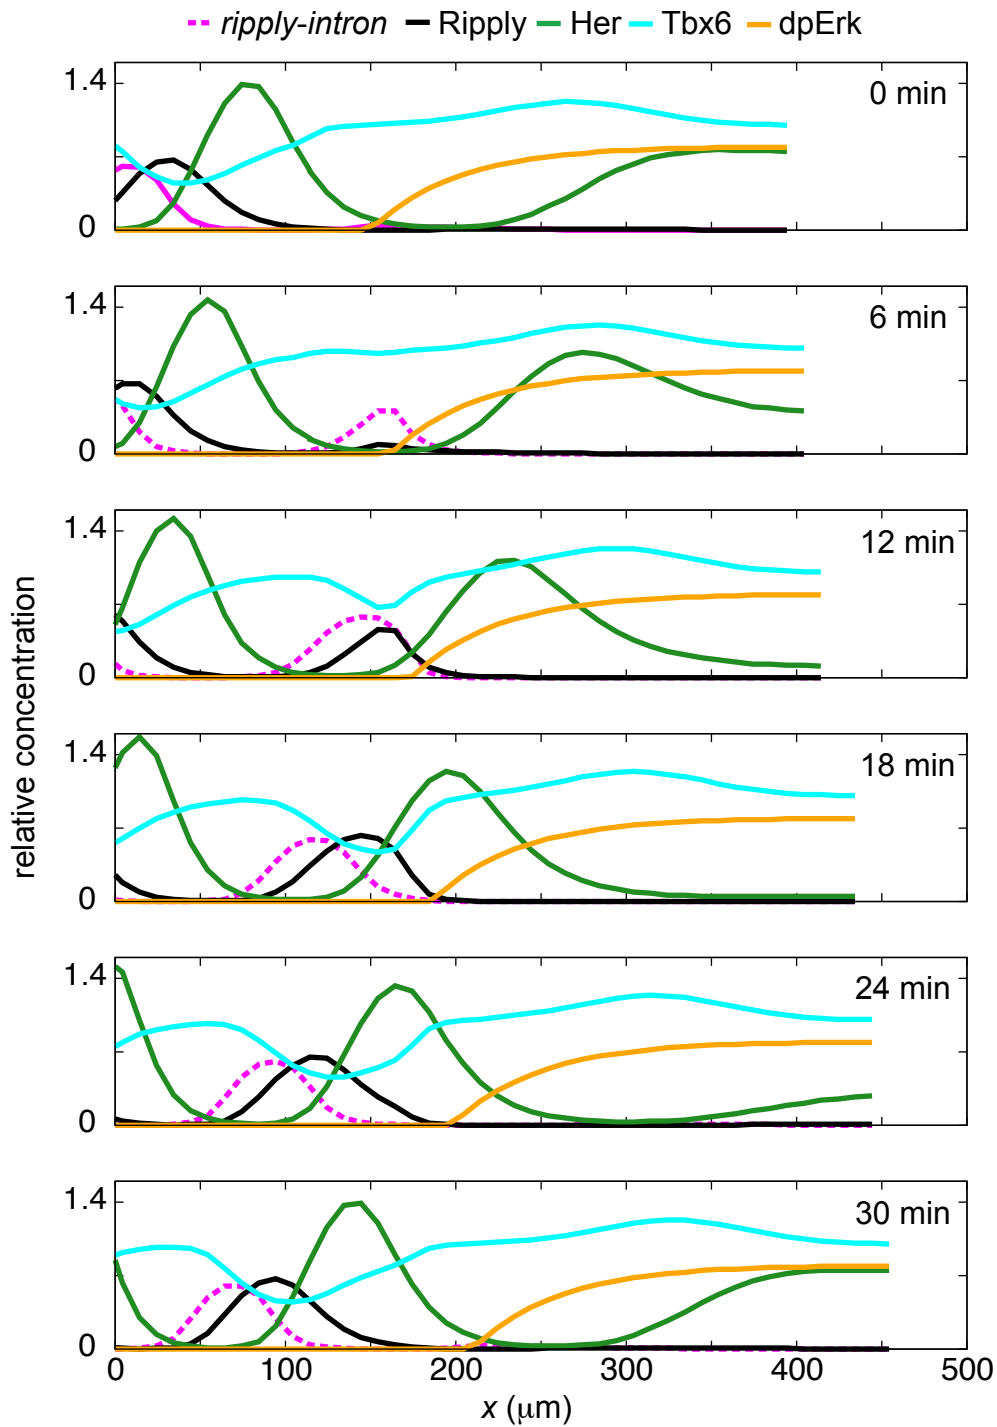 ripply-intron Ripply Her Tbx6 dpErk
1.4
0 min
0
1.4
6 min
0
1.4
12 min
0
1.4
18 min
0
1.4
24 min
0
1.4
30 min
0
relative concentration
0 100 200 300 400 500
x (μm)